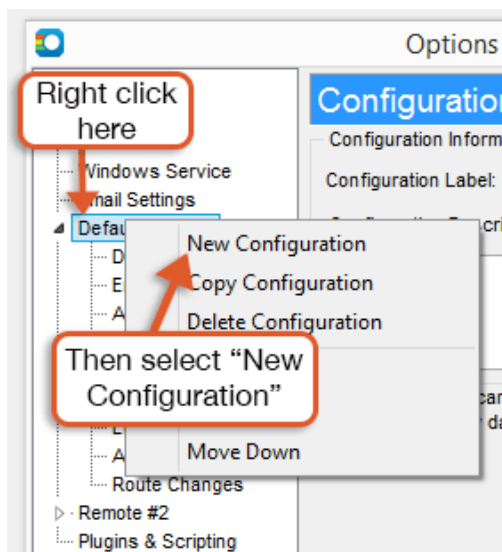 Options
Right click
here
Configuration
Configuration Inform
Windows Service
Configuration Label:
mail Settings
Defau
New Configuration
Copy Configuration
Delete Configuration
Then select “New
Configuration”
Move Down
Route Changes
Remote #2
Plugins & Scripting